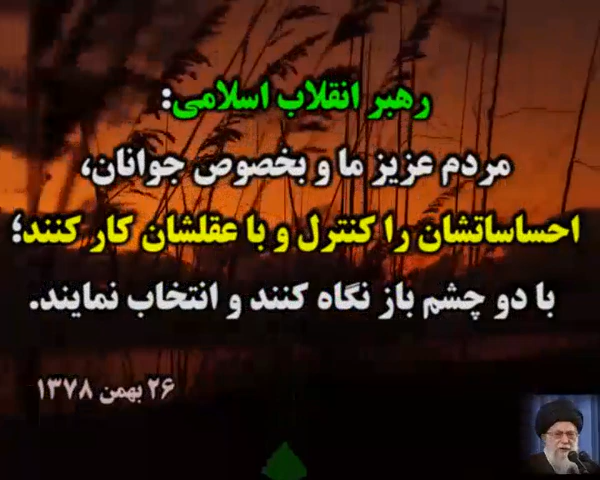 رهبر انقلاب اسلامی:
مردم عزیز ما و بخصوص جوانان،
احساساتشان را کنترل و با عقلشان کار کنند؛
با دو چشم باز نگاه کنند و انتخاب نمایند.
۲۶ بهمن ۱۳۷۸